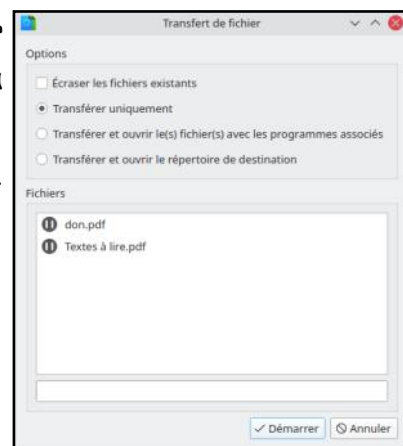 Transfert de fichier
Options
Écraser les fichiers existants
Transférer uniquement
Transférer et ouvrir le(s) fichier(s) avec les programmes associés
Transférer et ouvrir le répertoire de destination
Fichiers
don.pdf
Textes à lire.pdf
Démarrer Annuler